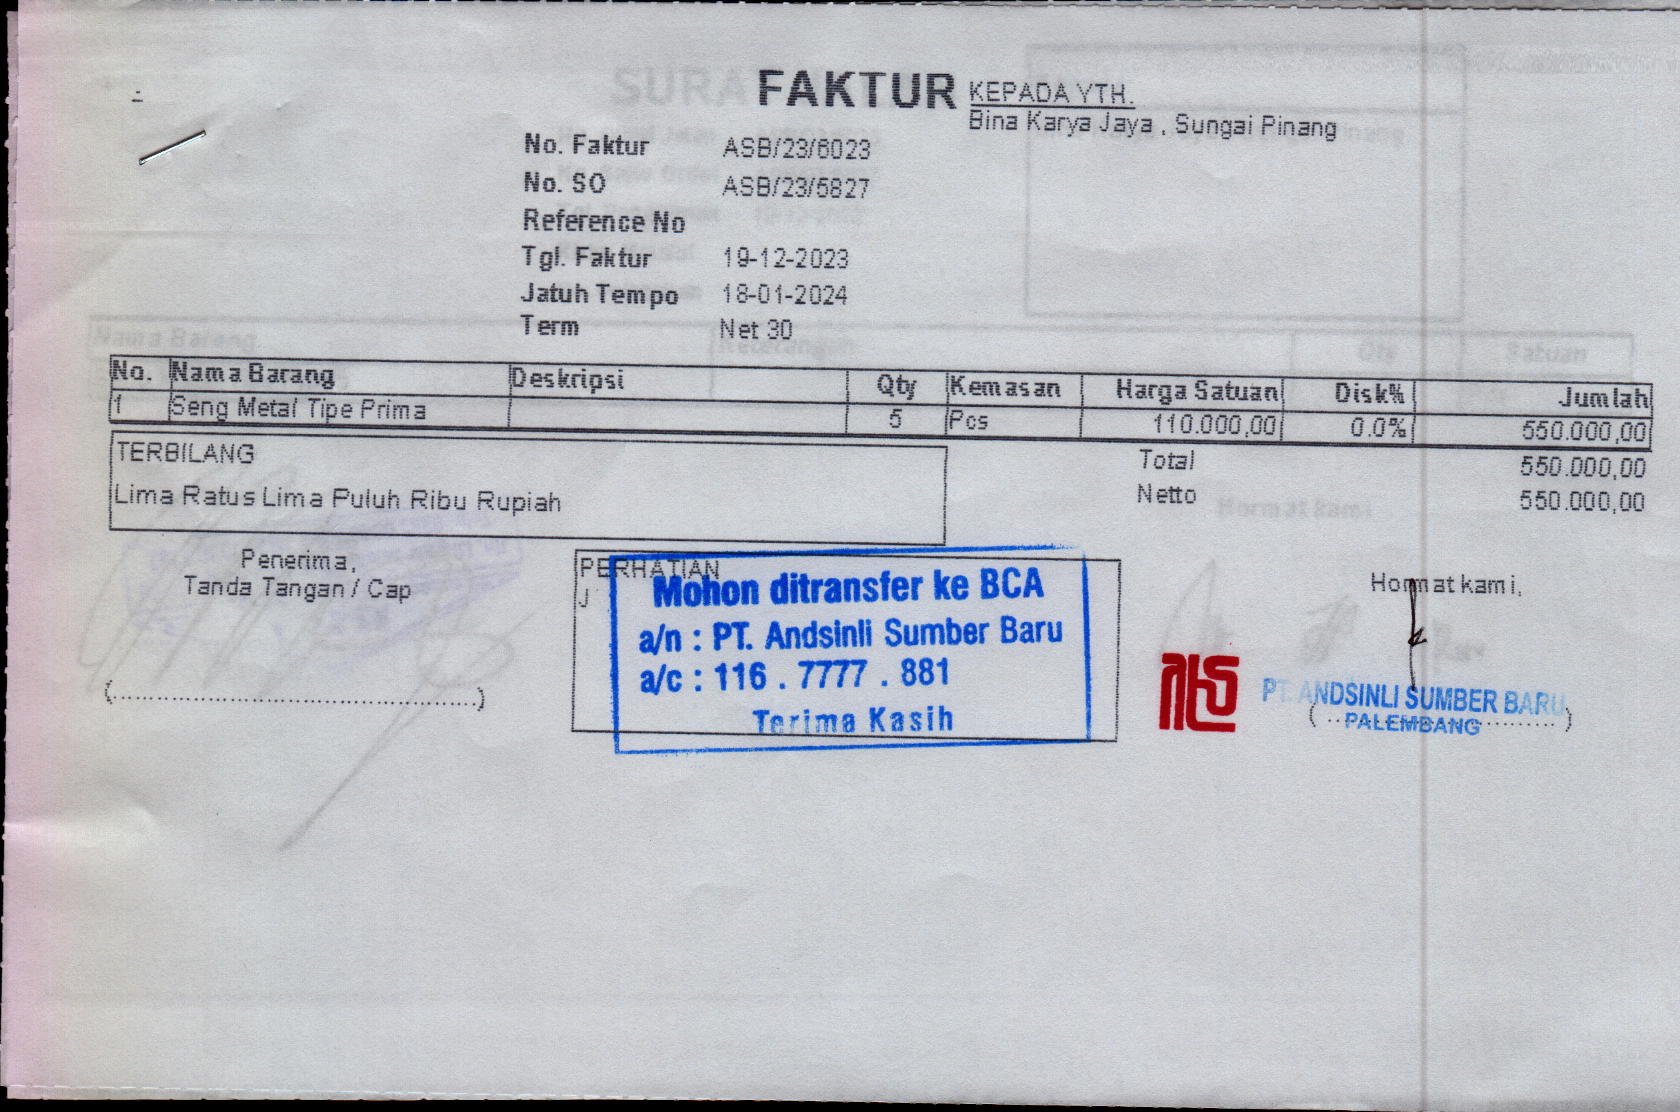 FAKTUR
KEPADA YTH.
Bina Karya Jaya , Sungai Pinang
No. Faktur ASB/23/6023
No. SO ASB/23/5827
Reference No
Tgl. Faktur 19-12-2023
Jatuh Tempo 18-01-2024
Term Net 30
No. Nama Barang Deskripsi Qty Kemasan Harga Satuan Disk% Jumlah
1 Seng Metal Tipe Prima 5 Pcs 110.000,00 0.0% 550.000,00
TERBILANG
Lima Ratus Lima Puluh Ribu Rupiah
Total 550.000,00
Netto 550.000,00
Penerima,
Tanda Tangan / Cap
(............................................)
PERHATIAN
J
Mohon ditransfer ke BCA
a/n : PT. Andsinli Sumber Baru
a/c : 116 . 7777 . 881
Terima Kasih
Hormat kami,
PT. ANDSINLI SUMBER BARU
PALEMBANG